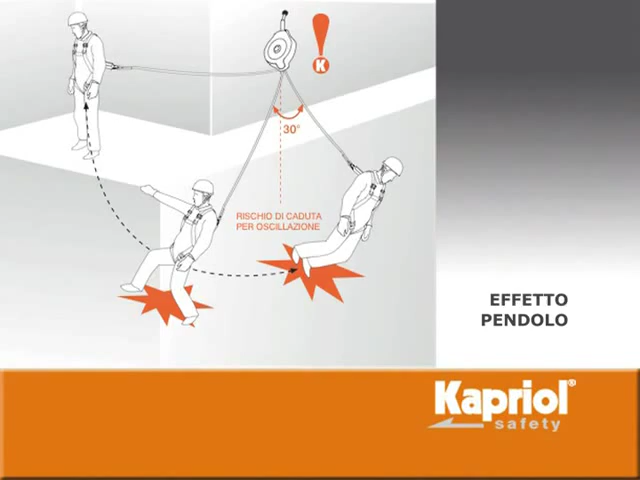 K
30°
RISCHIO DI CADUTA
PER OSCILLAZIONE
EFFETTO
PENDOLO
Kapriol®
safety